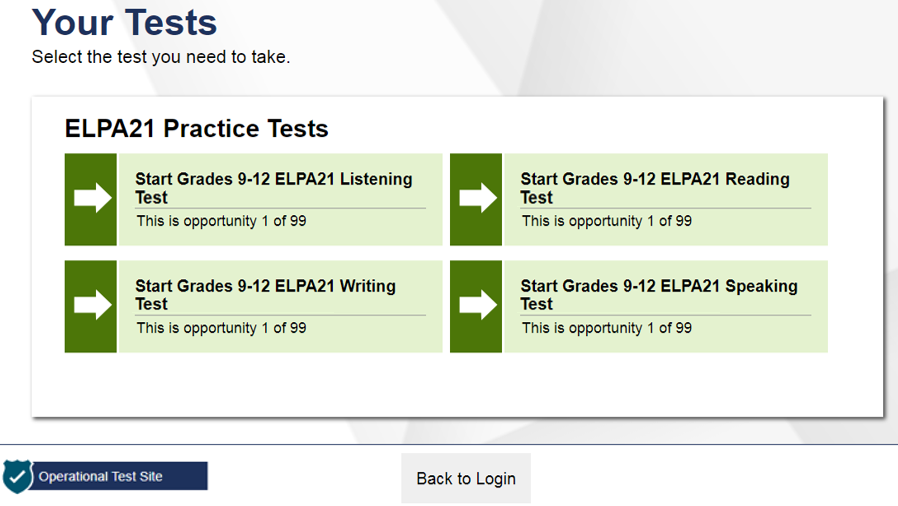 Your Tests
Select the test you need to take.
ELPA21 Practice Tests
Start Grades 9-12 ELPA21 Listening
Test
This is opportunity 1 of 99
Start Grades 9-12 ELPA21 Reading
Test
This is opportunity 1 of 99
Start Grades 9-12 ELPA21 Writing
Test
This is opportunity 1 of 99
Start Grades 9-12 ELPA21 Speaking
Test
This is opportunity 1 of 99
Operational Test Site
Back to Login